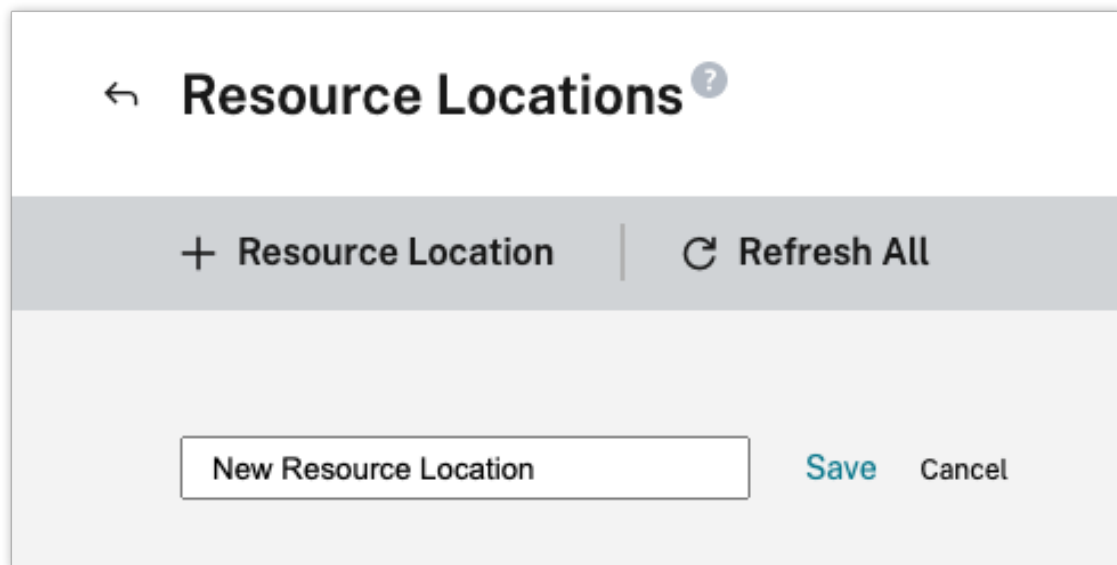 Resource Locations ?
+ Resource Location Refresh All
New Resource Location Save Cancel